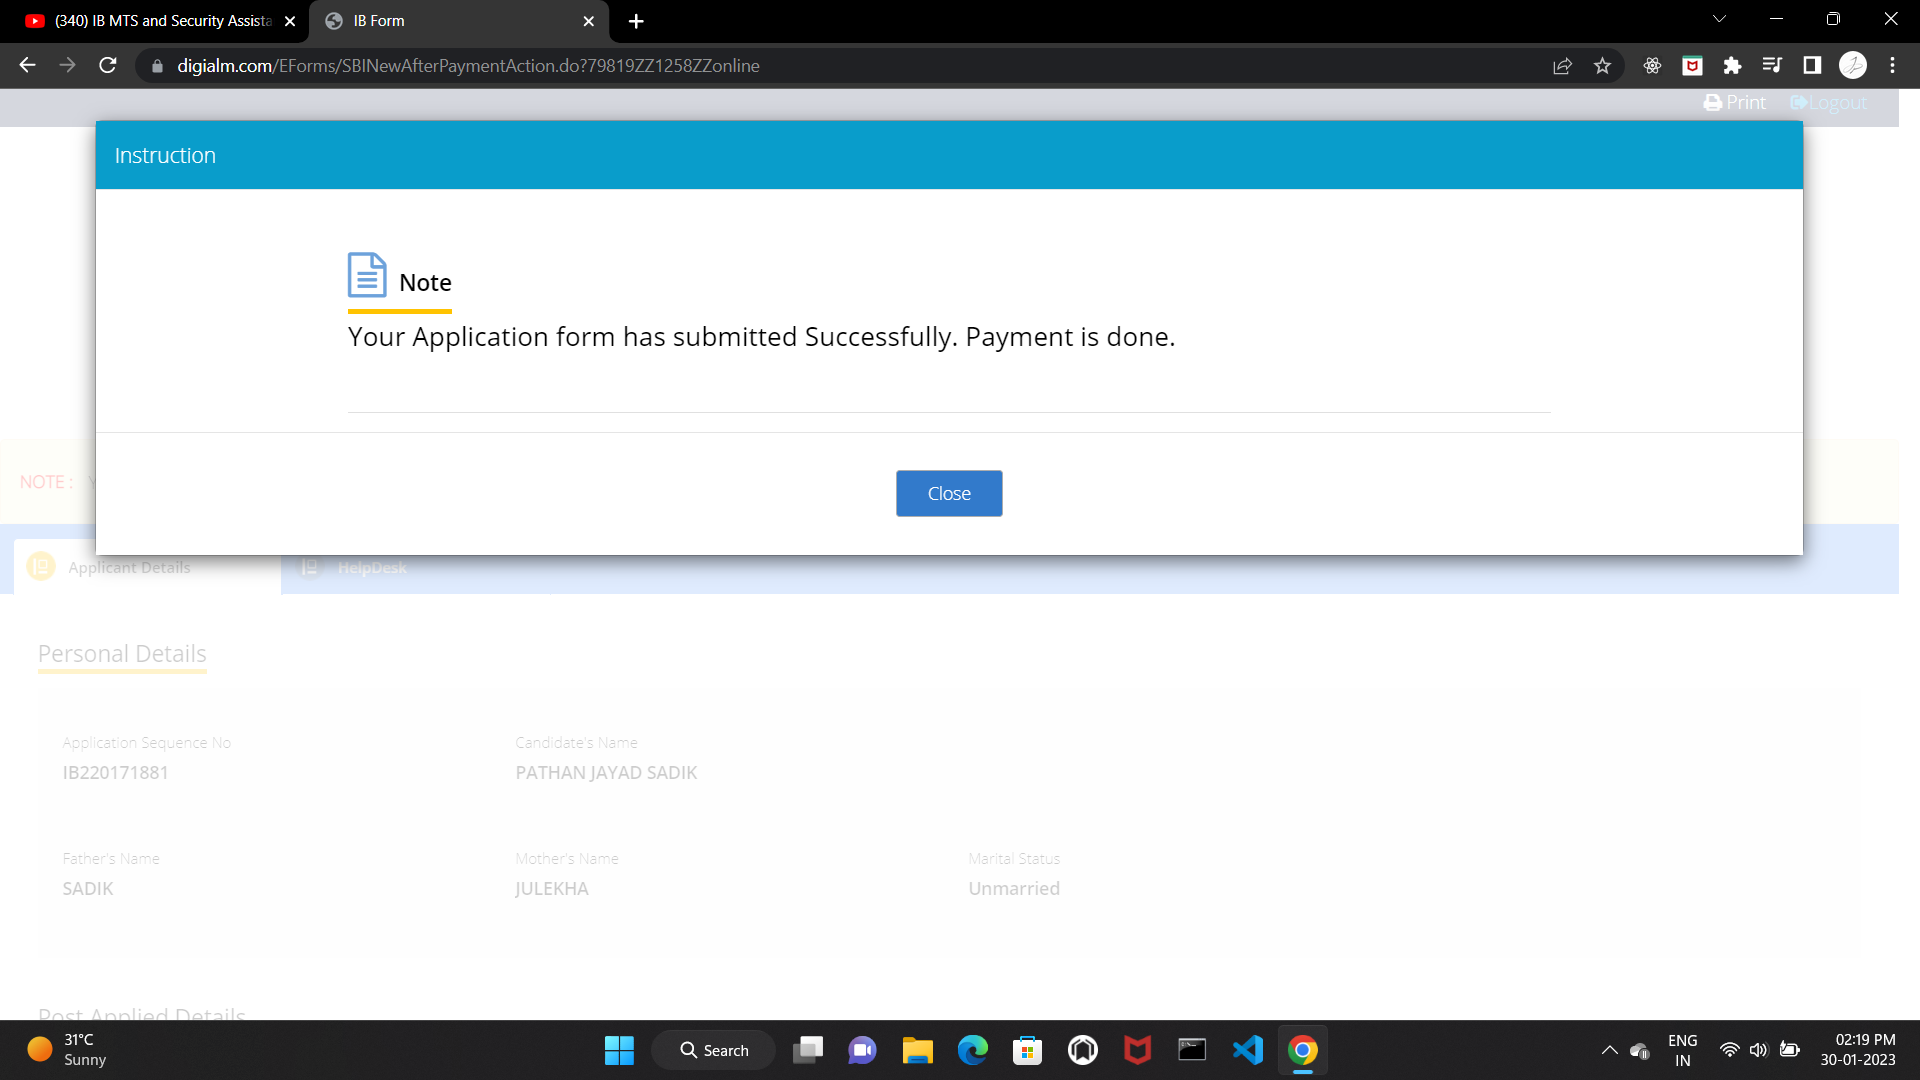 (340) IB MTS and Security Assista
IB Form
digialm.com/EForms/SBINewAfterPaymentAction.do?79819ZZ1258ZZonline
Print
Logout
Instruction
Note
Your Application form has submitted Successfully. Payment is done.
Close
NOTE :
Applicant Details
HelpDesk
Personal Details
Application Sequence No
Candidate's Name
IB220171881
PATHAN JAYAD SADIK
Father's Name
Mother's Name
Marital Status
SADIK
JULEKHA
Unmarried
Post Applied Details
31°C
Sunny
Search
ENG
IN
02:19 PM
30-01-2023